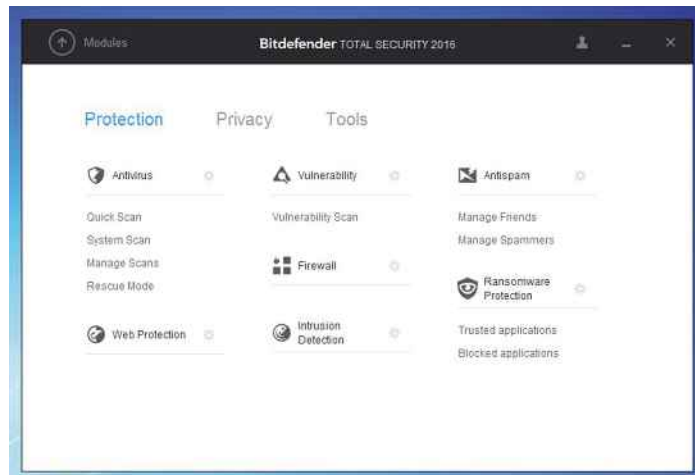 Modules
Bitdefender TOTAL SECURITY 2016
Protection
Privacy
Tools
Antivirus
Quick Scan
System Scan
Manage Scans
Rescue Mode
Web Protection
Vulnerability
Vulnerability Scan
Firewall
Intrusion
Detection
Antispam
Manage Friends
Manage Spammers
Ransomware
Protection
Trusted applications
Blocked applications